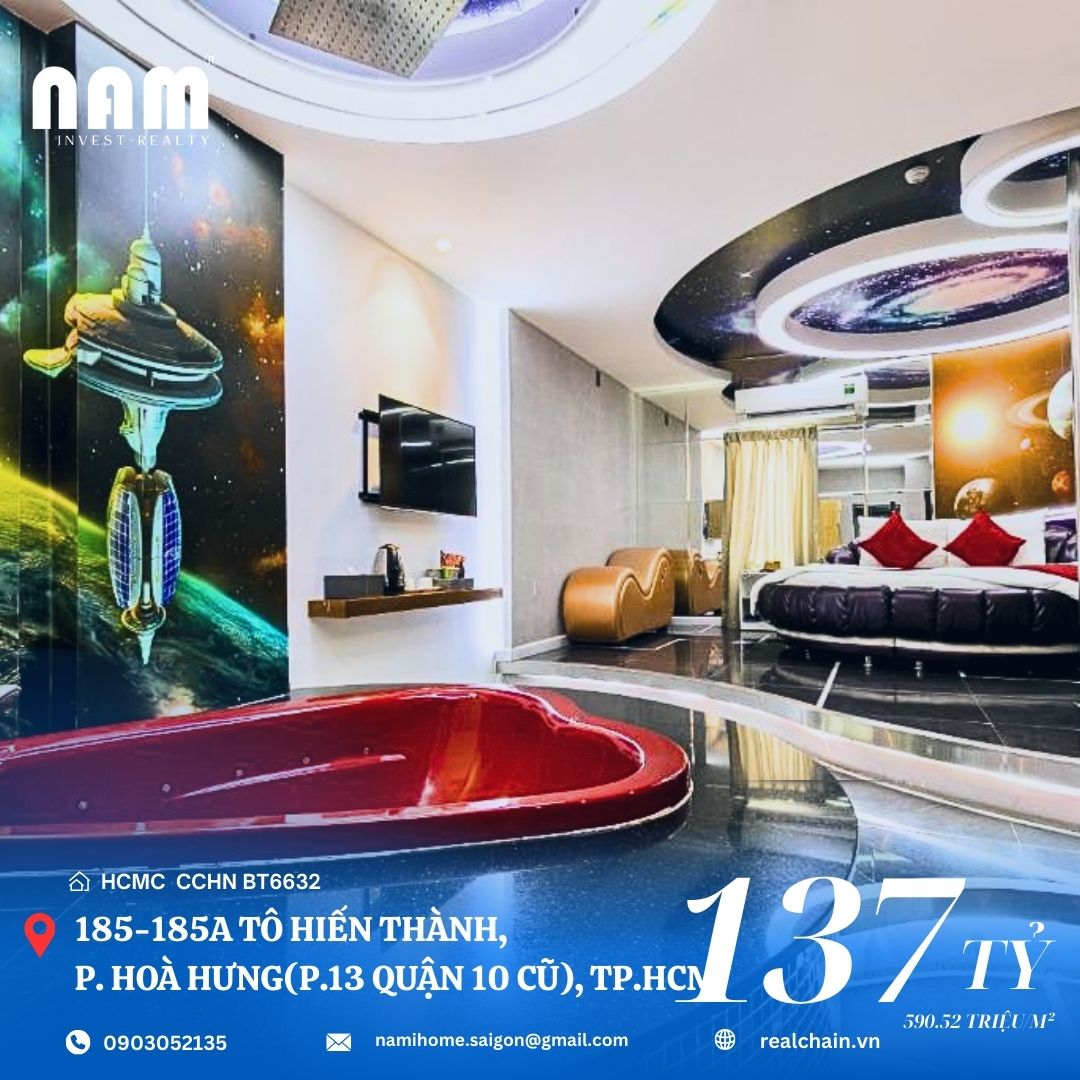 NAM
INVEST-REALTY
HCMC CCHN BT6632
185-185A TÔ HIẾN THÀNH,
P. HOÀ HƯNG(P.13 QUẬN 10 CŨ), TP.HCM
137 TỶ
590.52 TRIỆU/M²
0903052135
namihome.saigon@gmail.com
realchain.vn